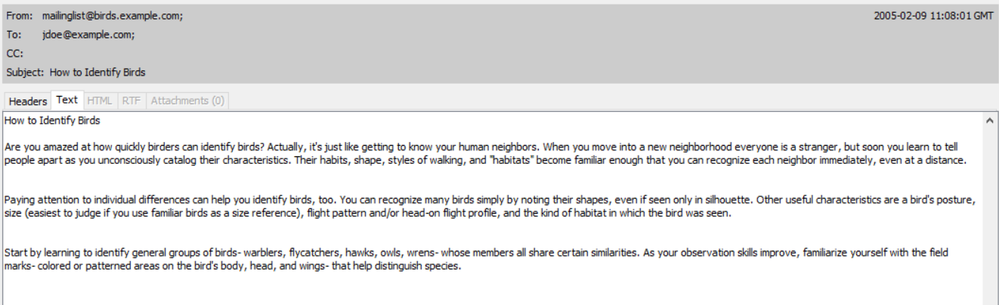 From: mailinglist@birds.example.com;
2005-02-09 11:08:01 GMT
To: jdoe@example.com;
CC:
Subject: How to Identify Birds
Headers Text HTML RTF Attachments (0)
How to Identify Birds
Are you amazed at how quickly birders can identify birds? Actually, it's just like getting to know your human neighbors. When you move into a new neighborhood everyone is a stranger, but soon you learn to tell
people apart as you unconsciously catalog their characteristics. Their habits, shape, styles of walking, and "habitats" become familiar enough that you can recognize each neighbor immediately, even at a distance.
Paying attention to individual differences can help you identify birds, too. You can recognize many birds simply by noting their shapes, even if seen only in silhouette. Other useful characteristics are a bird's posture,
size (easiest to judge if you use familiar birds as a size reference), flight pattern and/or head-on flight profile, and the kind of habitat in which the bird was seen.
Start by learning to identify general groups of birds- warblers, flycatchers, hawks, owls, wrens- whose members all share certain similarities. As your observation skills improve, familiarize yourself with the field
marks- colored or patterned areas on the bird's body, head, and wings- that help distinguish species.